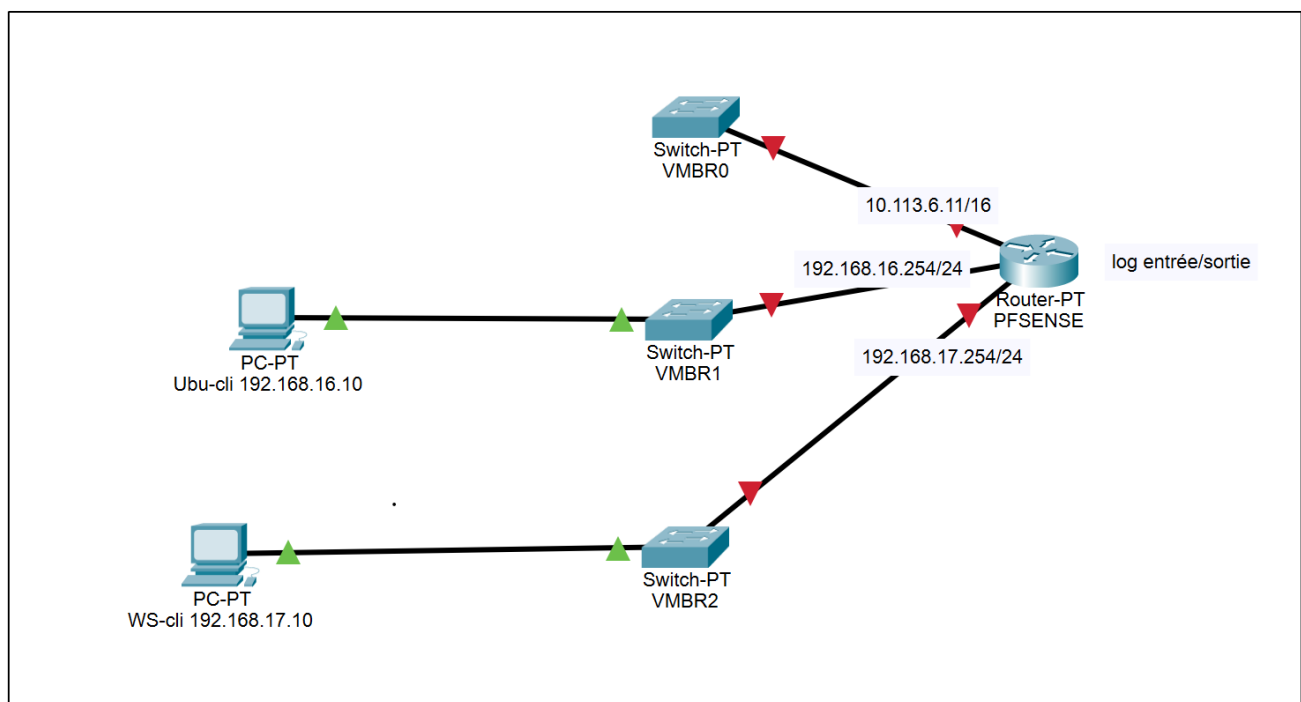 Switch-PT
VMBR0
10.113.6.11/16
192.168.16.254/24
log entrée/sortie
Router-PT
PFSENSE
Switch-PT
VMBR1
PC-PT
Ubu-cli 192.168.16.10
192.168.17.254/24
Switch-PT
VMBR2
PC-PT
WS-cli 192.168.17.10